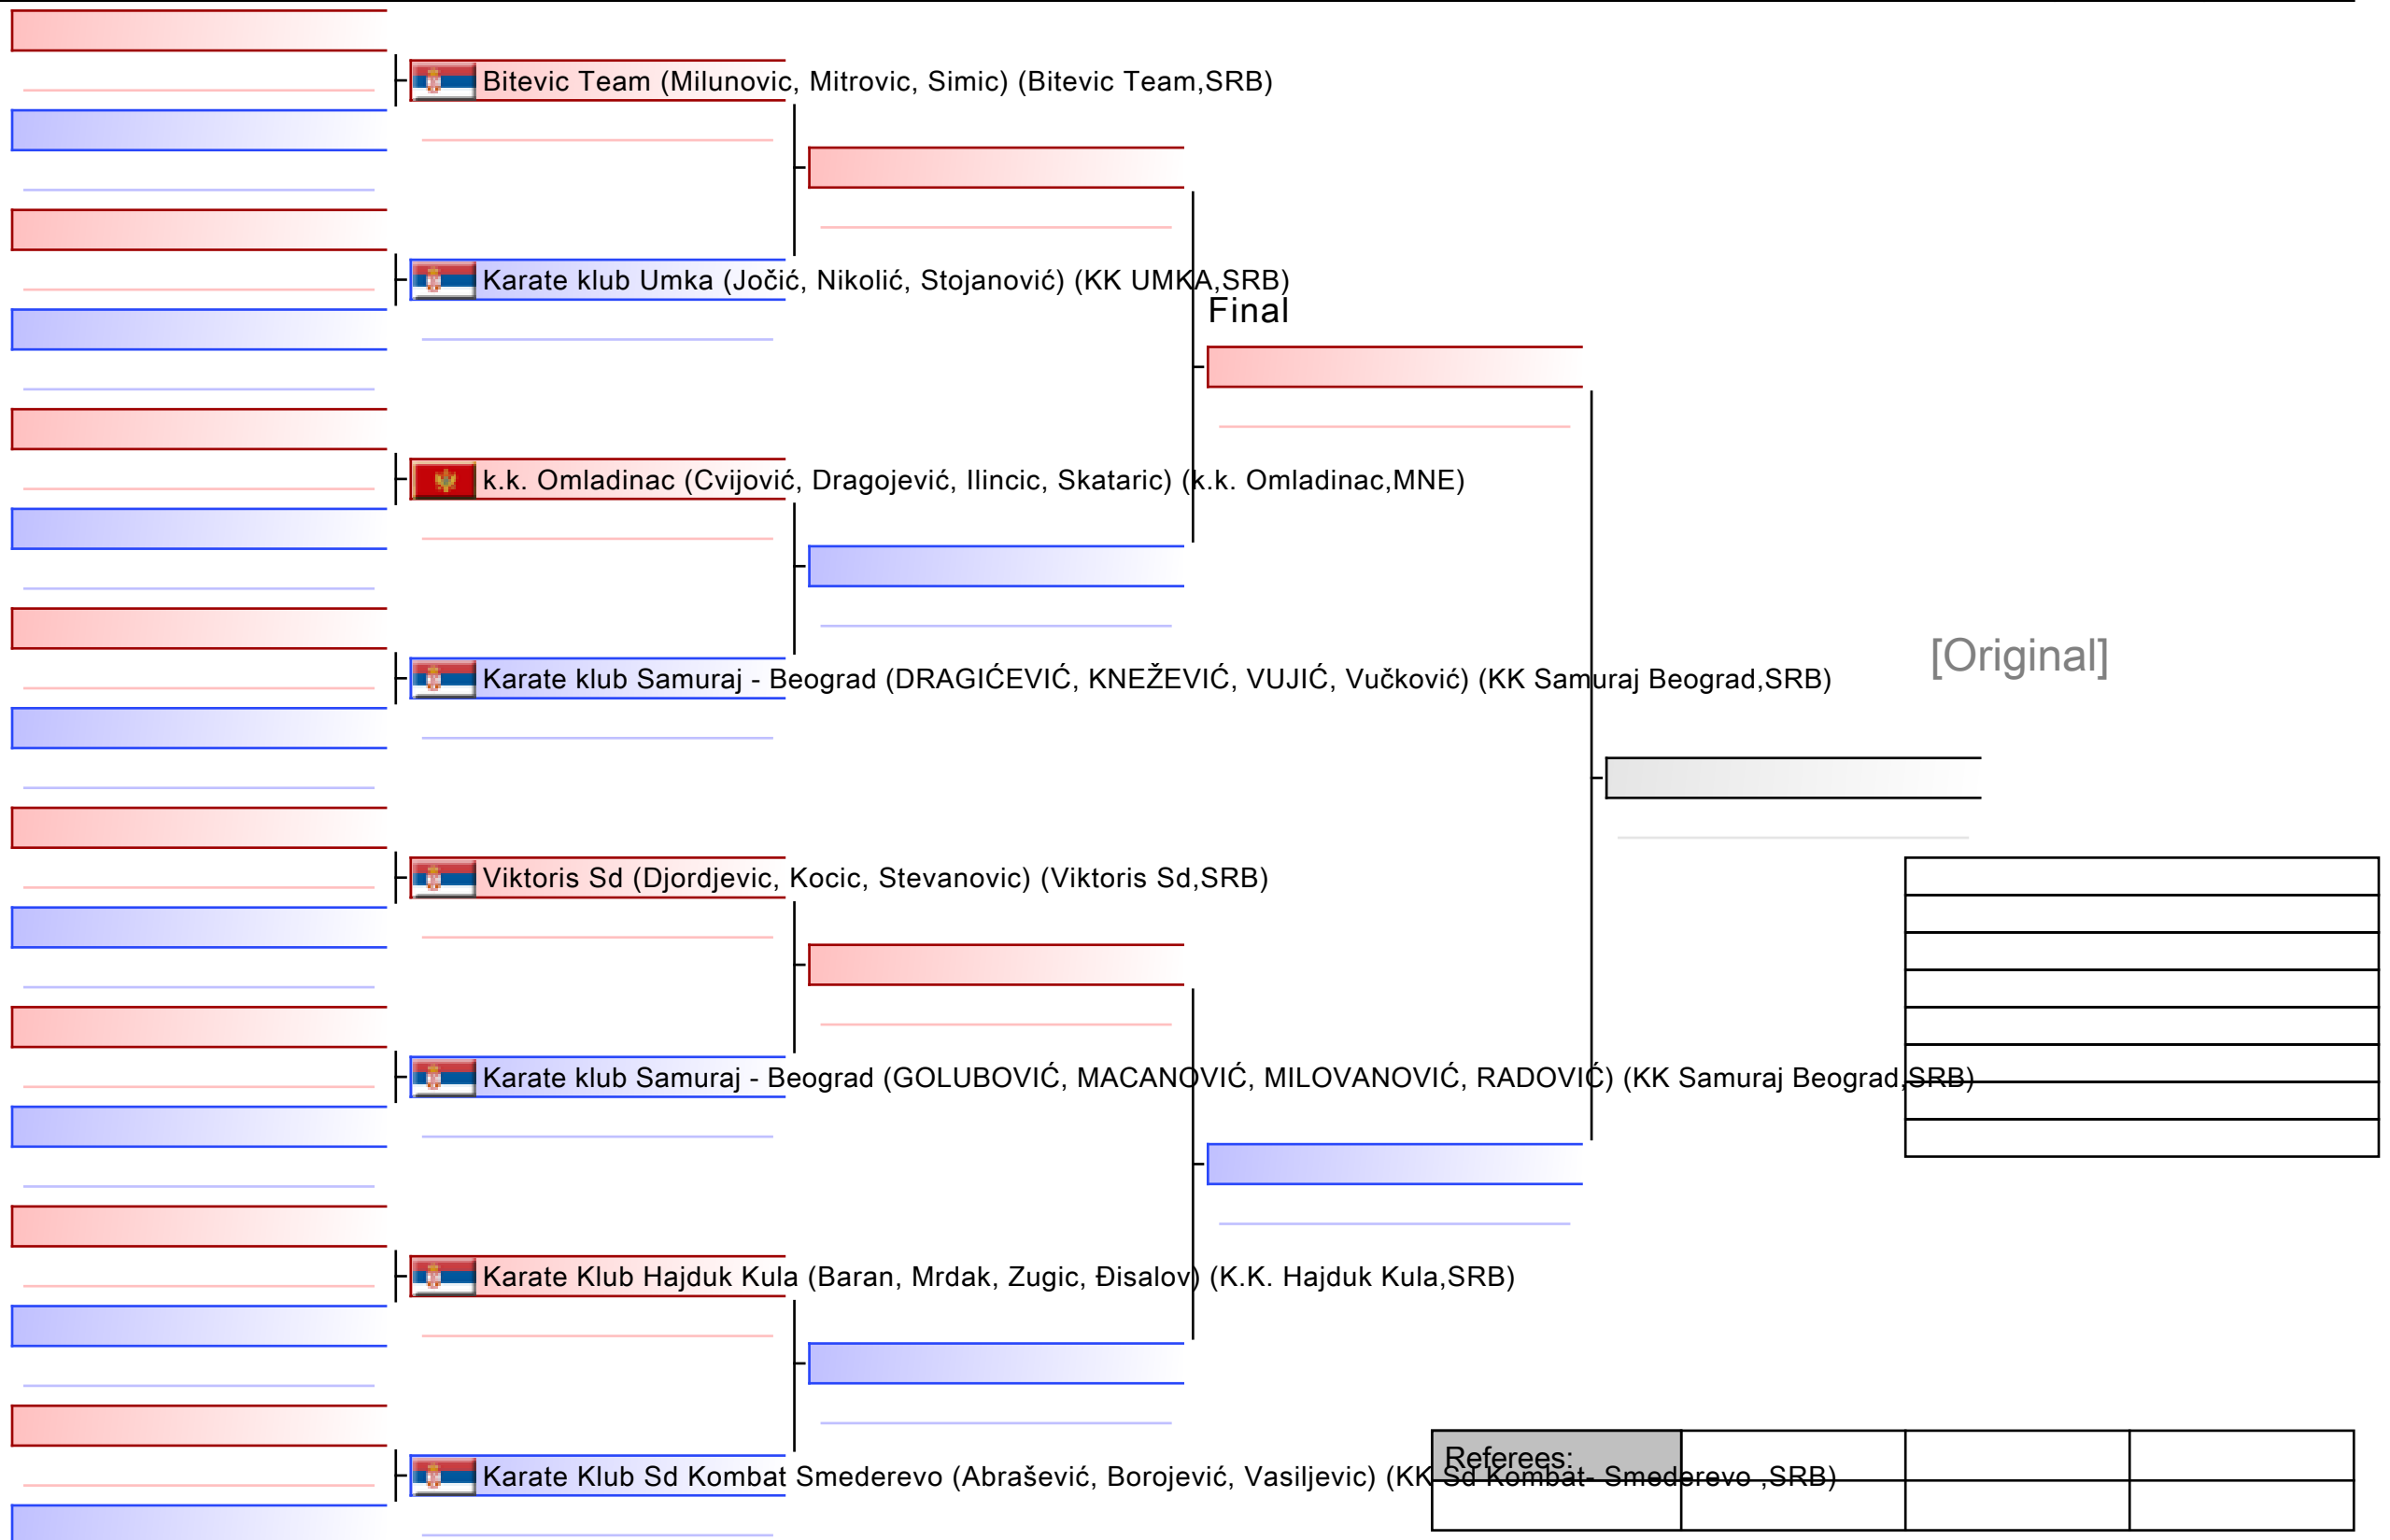 Bitevic Team (Milunovic, Mitrovic, Simic) (Bitevic Team,SRB)
Karate klub Umka (Jočić, Nikolić, Stojanović) (KK UMKA,SRB)
Final
k.k. Omladinac (Cvijović, Dragojević, Ilincic, Skataric) (k.k. Omladinac,MNE)
[Original]
Karate klub Samuraj - Beograd (DRAGIĆEVIĆ, KNEŽEVIĆ, VUJIĆ, Vučković) (KK Samuraj Beograd,SRB)
Viktoris Sd (Djordjevic, Kocic, Stevanovic) (Viktoris Sd,SRB)
Karate klub Samuraj - Beograd (GOLUBOVIĆ, MACANOVIĆ, MILOVANOVIĆ, RADOVIĆ) (KK Samuraj Beograd,SRB)
Karate Klub Hajduk Kula (Baran, Mrdak, Zugic, Đisalov) (K.K. Hajduk Kula,SRB)
Referees:
Karate Klub Sd Kombat Smederevo (Abrašević, Borojević, Vasiljevic) (KK Sd Kombat- Smederevo ,SRB)